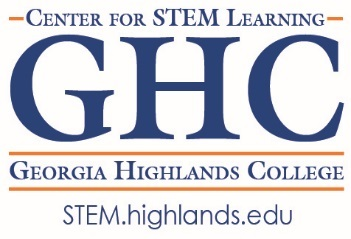 Center for STEM Learning
GHC
Georgia Highlands College
STEM.highlands.edu